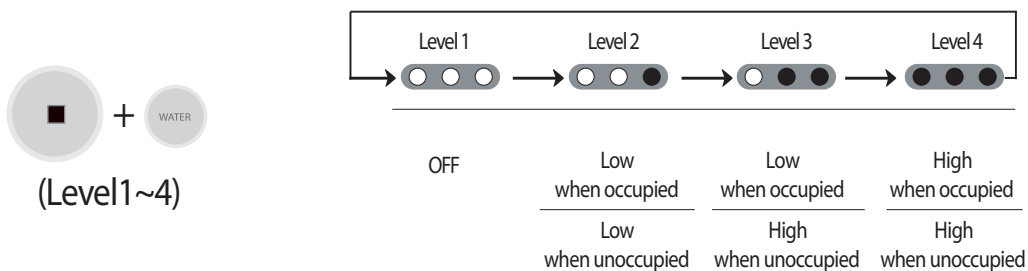 Level 1
Level 2
Level 3
Level 4
WATER
(Level1~4)
OFF
Low
when occupied
Low
when occupied
High
when occupied
Low
when unoccupied
High
when unoccupied
High
when unoccupied